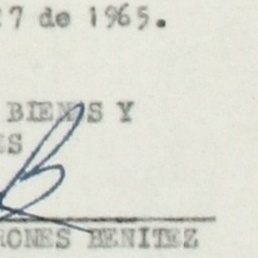 27 de 1965.
BIENES Y
ES
RONES BENITEZ